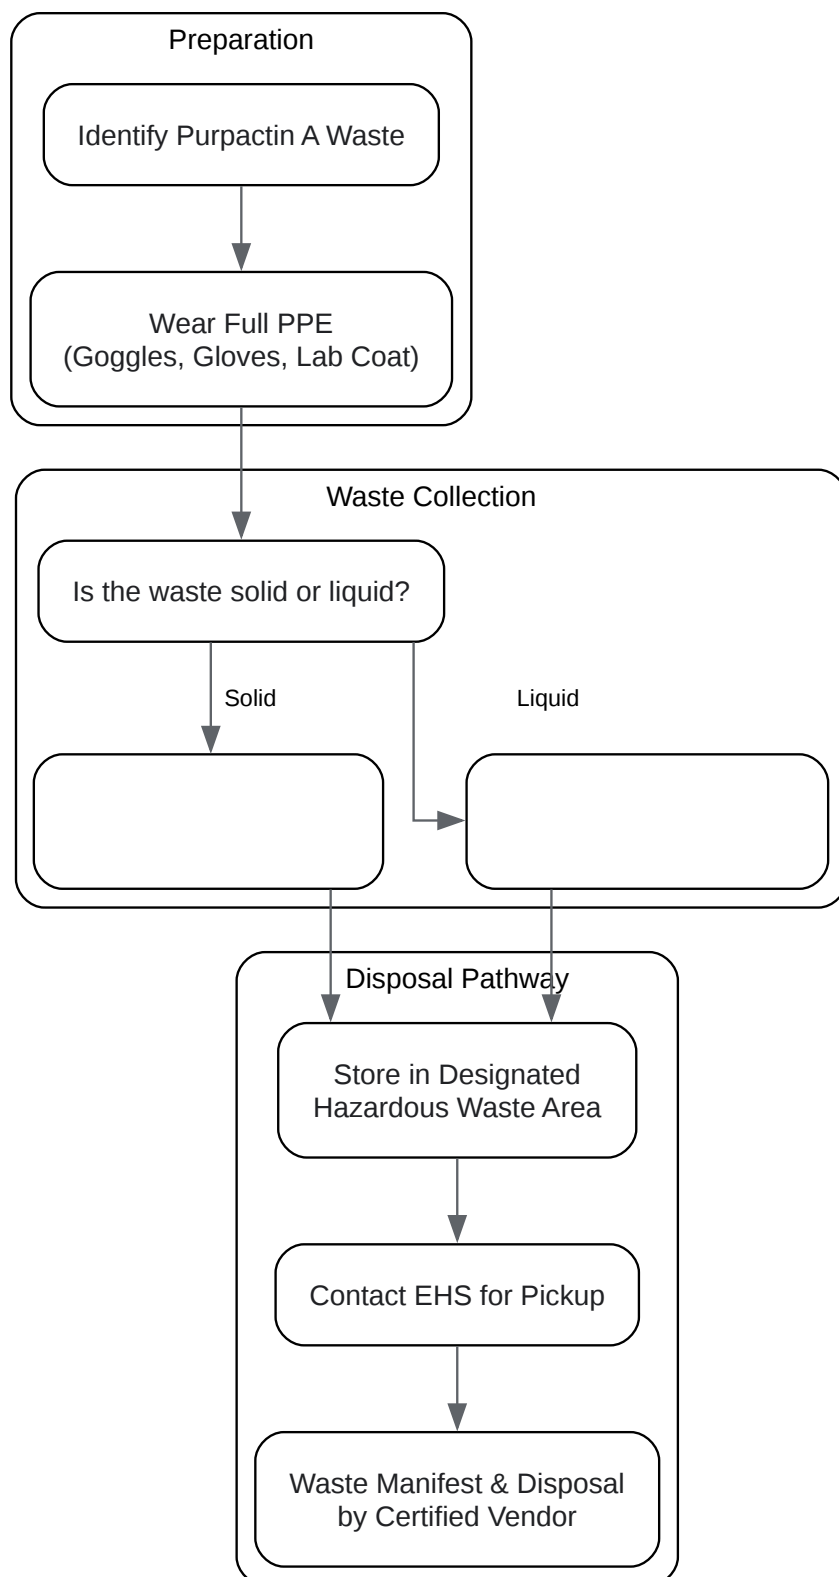 Preparation
Identify Purpactin A Waste
Wear Full PPE
(Goggles, Gloves, Lab Coat)
Waste Collection
Is the waste solid or liquid?
Solid
Liquid
Disposal Pathway
Store in Designated
Hazardous Waste Area
Contact EHS for Pickup
Waste Manifest & Disposal
by Certified Vendor